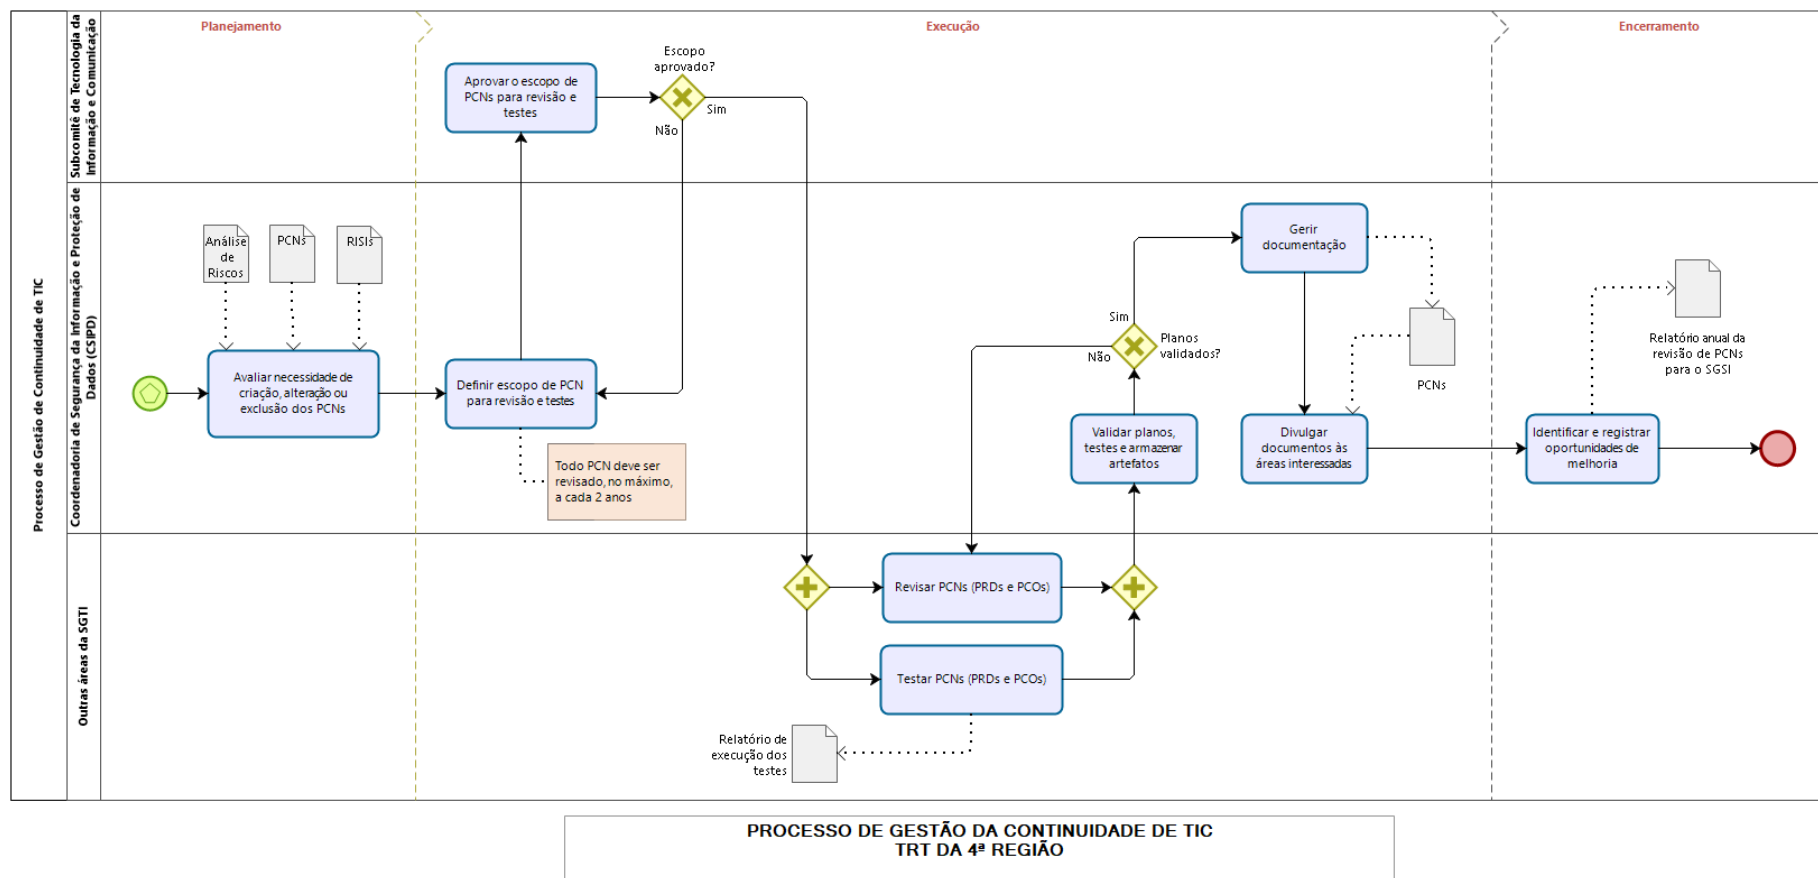 Processo de Gestão de Continuidade de TIC
Subcomitê de Tecnologia da
Informação e Comunicação
Coordenadoria de Segurança da Informação e Proteção de
Dados (CSIPD)
Outras áreas da SGTI
Planejamento
Execução
Encerramento
Aprovar o escopo de
PCNs para revisão e
testes
Escopo
aprovado?
Sim
Não
Análise
de
Riscos
PCNs
RISIs
Avaliar necessidade de
criação, alteração ou
exclusão dos PCNs
Definir escopo de PCN
para revisão e testes
Todo PCN deve ser
revisado, no máximo,
a cada 2 anos
Gerir
documentação
Sim
Não
Planos
validados?
PCNs
Validar planos,
testes e armazenar
artefatos
Divulgar
documentos às
áreas interessadas
Relatório anual da
revisão de PCNs
para o SGSI
Identificar e registrar
oportunidades de
melhoria
Revisar PCNs (PRDs e PCOs)
Testar PCNs (PRDs e PCOs)
Relatório de
execução dos
testes
PROCESSO DE GESTÃO DA CONTINUIDADE DE TIC
TRT DA 4ª REGIÃO